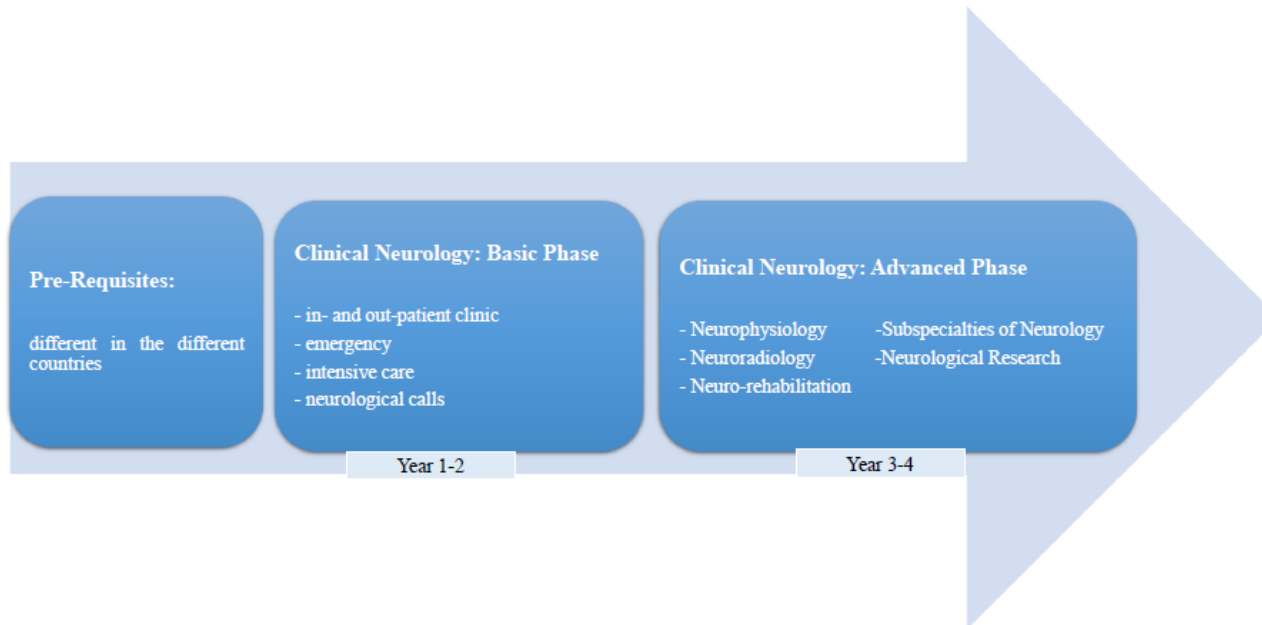 Pre-Requisites:
different in the different
countries
Clinical Neurology: Basic Phase
- in- and out-patient clinic
- emergency
- intensive care
- neurological calls
Year 1-2
Clinical Neurology: Advanced Phase
- Neurophysiology
- Neuroradiology
- Neuro-rehabilitation
-Subspecialties of Neurology
-Neurological Research
Year 3-4